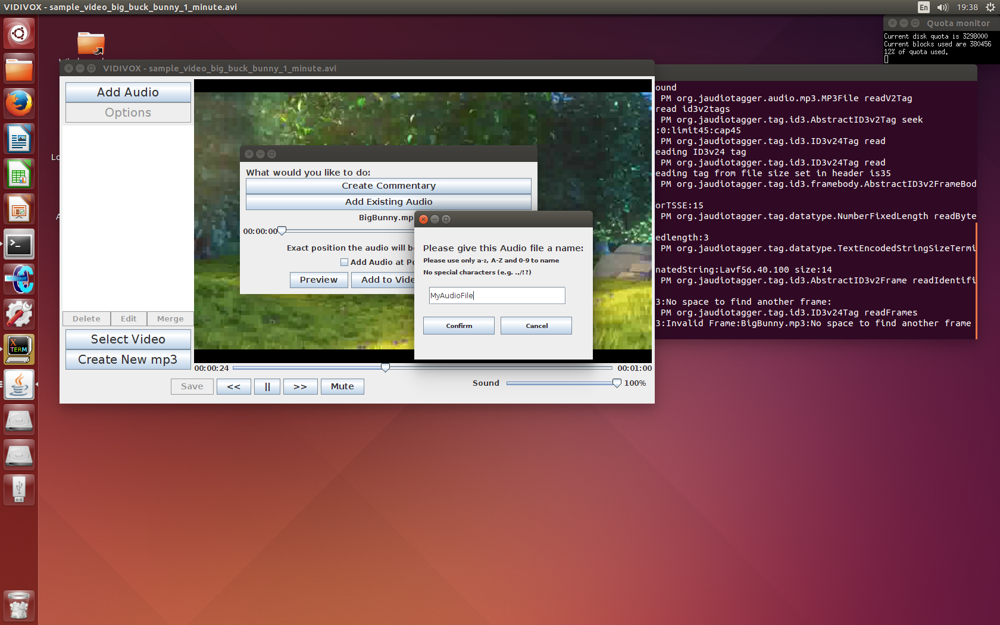 VIDIVOX - sample_video_big_buck_bunny_1_minute.avi
En
19:38
Quota monitor
Current disk quota is 3298000
Current blocks used are 380456
12% of quota used.
VIDIVOX - sample_video_big_buck_bunny_1_minute.avi
Add Audio
Options
Delete
Edit
Merge
Select Video
Create New mp3
00:00:24
00:01:00
Save
<<
||
>>
Mute
Sound
100%
What would you like to do:
Create Commentary
Add Existing Audio
BigBunny.mp
00:00:00
Exact position the audio will be
Add Audio at Po
Preview
Add to Vide
Please give this Audio file a name:
Please use only a-z, A-Z and 0-9 to name
No special characters (e.g. .,/!?)
MyAudioFile
Confirm
Cancel
ound
PM org.jaudiotagger.audio.mp3.MP3File readV2Tag
read id3v2tags
PM org.jaudiotagger.tag.id3.AbstractID3v2Tag seek
:0:limit45:cap45
PM org.jaudiotagger.tag.id3.ID3v24Tag read
eading ID3v24 tag
PM org.jaudiotagger.tag.id3.ID3v24Tag read
eading tag from file size set in header is35
PM org.jaudiotagger.tag.id3.framebody.AbstractID3v2FrameBod
orTSSE:15
PM org.jaudiotagger.tag.datatype.NumberFixedLength readByte
edlength:3
PM org.jaudiotagger.tag.datatype.TextEncodedStringSizeTermi
natedString:Lavf56.40.100 size:14
PM org.jaudiotagger.tag.id3.AbstractID3v2Frame readIdentifi
3:No space to find another frame:
PM org.jaudiotagger.tag.id3.ID3v24Tag readFrames
3:Invalid Frame:BigBunny.mp3:No space to find another frame
Lo
A
X
TERM